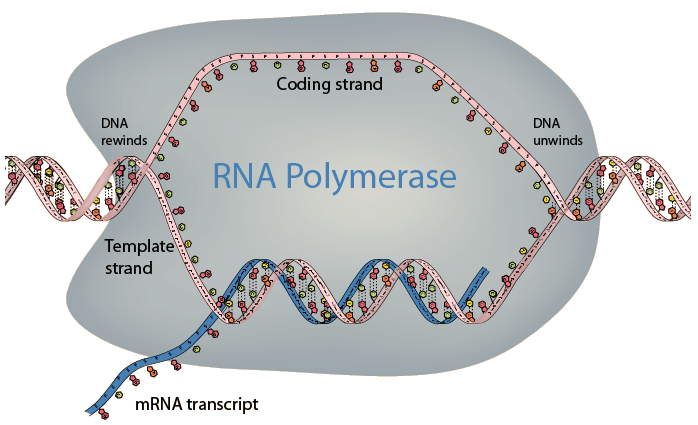 Coding strand
DNA
rewinds
DNA
unwinds
RNA Polymerase
Template
strand
mRNA transcript